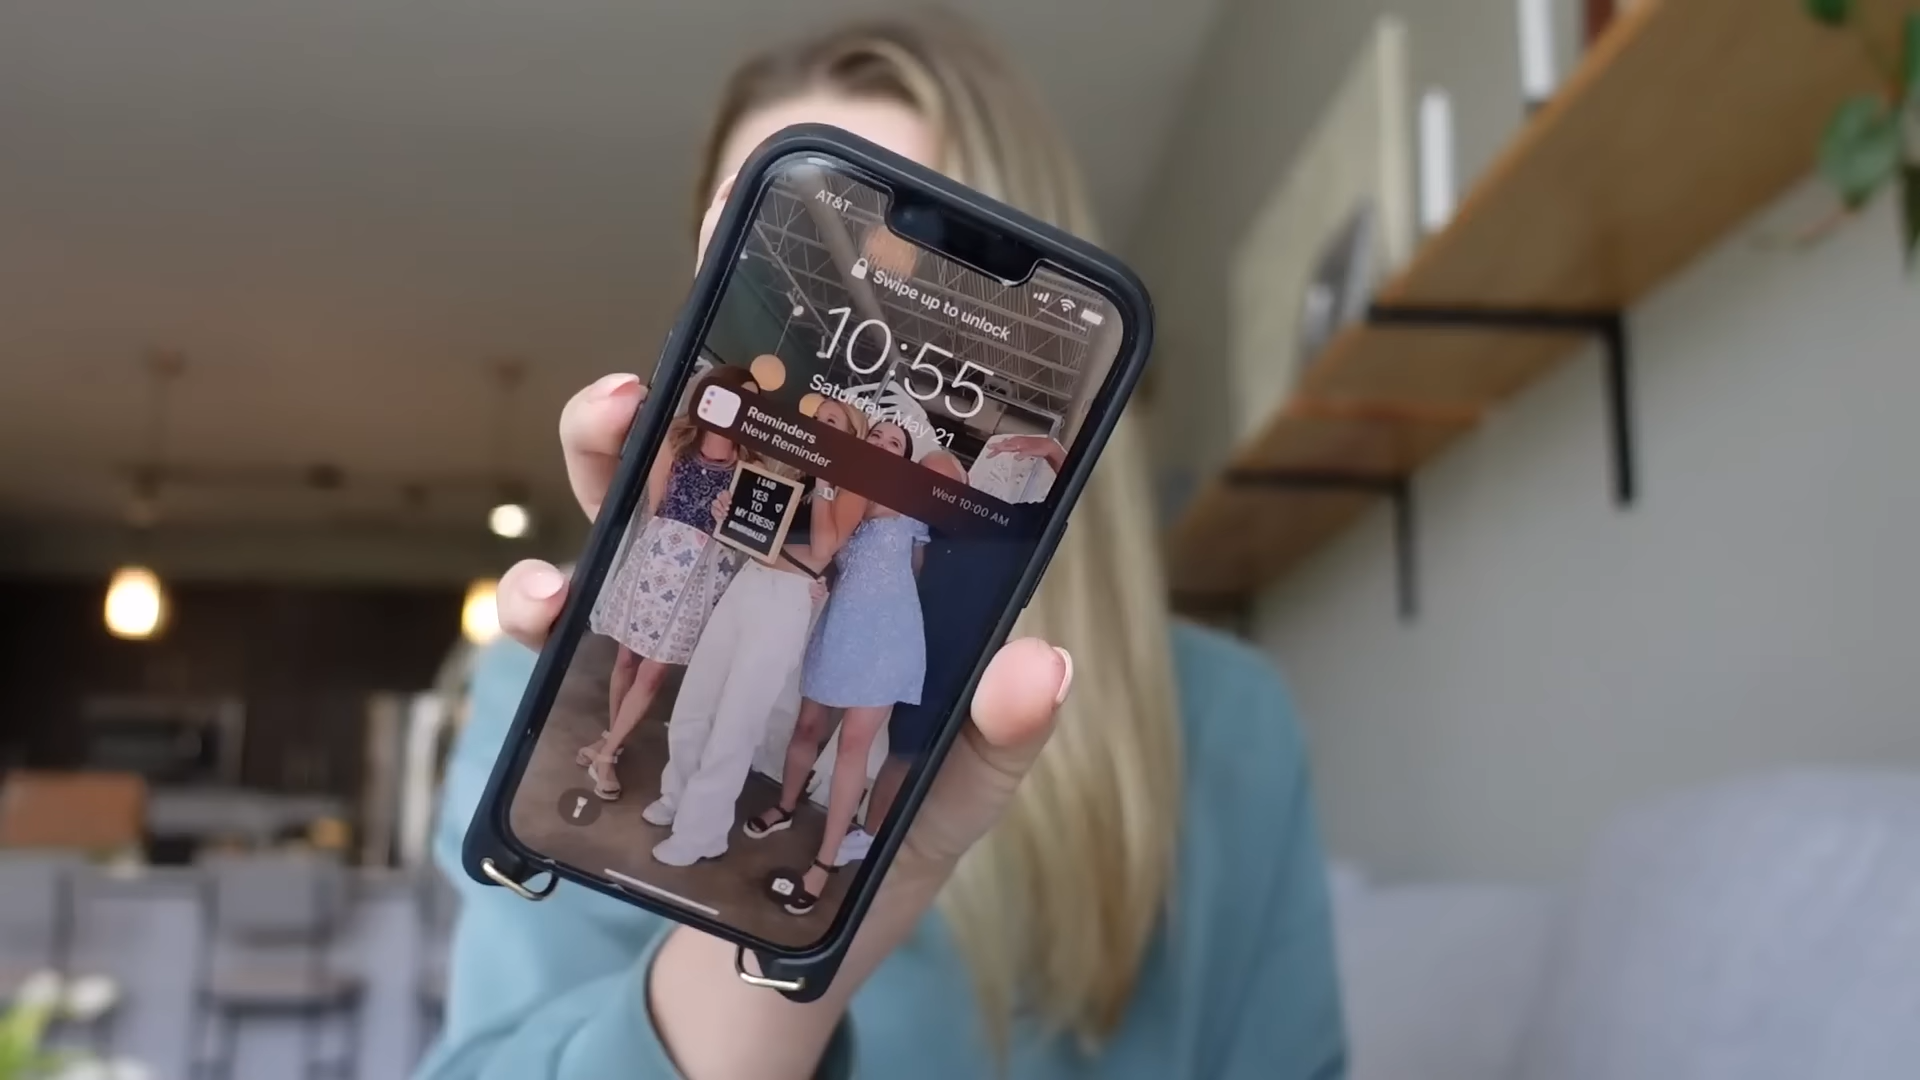 AT&T
Swipe up to unlock
10:55
Saturday, May 21
Reminders
New Reminder
Wed 10:00 AM
I SAID
YES
TO
MY DRESS